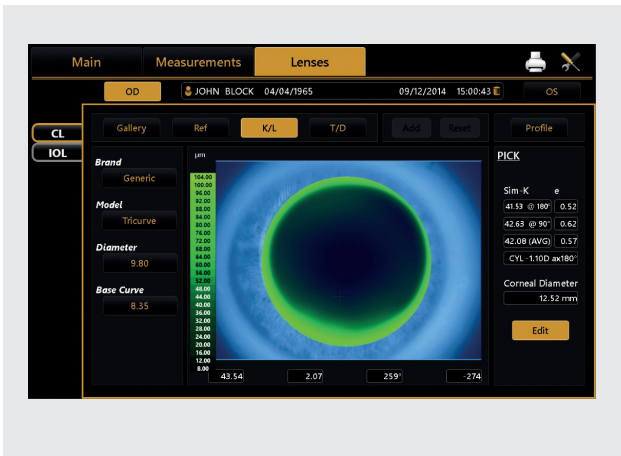 Main Measurements Lenses
OD JOHN BLOCK 04/04/1965 09/12/2014 15:00:43 OS
CL
IOL
Gallery Ref K/L T/D Add Reset Profile
Brand
Generic
Model
Tricurve
Diameter
9.80
Base Curve
8.35
µm
104.00
100.00
96.00
92.00
88.00
84.00
80.00
76.00
72.00
68.00
64.00
60.00
56.00
52.00
48.00
44.00
40.00
36.00
32.00
28.00
24.00
20.00
16.00
12.00
8.00
43.54 2.07 259° -274
PICK
Sim-K e
41.53 @ 180° 0.52
42.63 @ 90° 0.62
42.08 (AVG) 0.57
CYL -1.10D ax180°
Corneal Diameter
12.52 mm
Edit